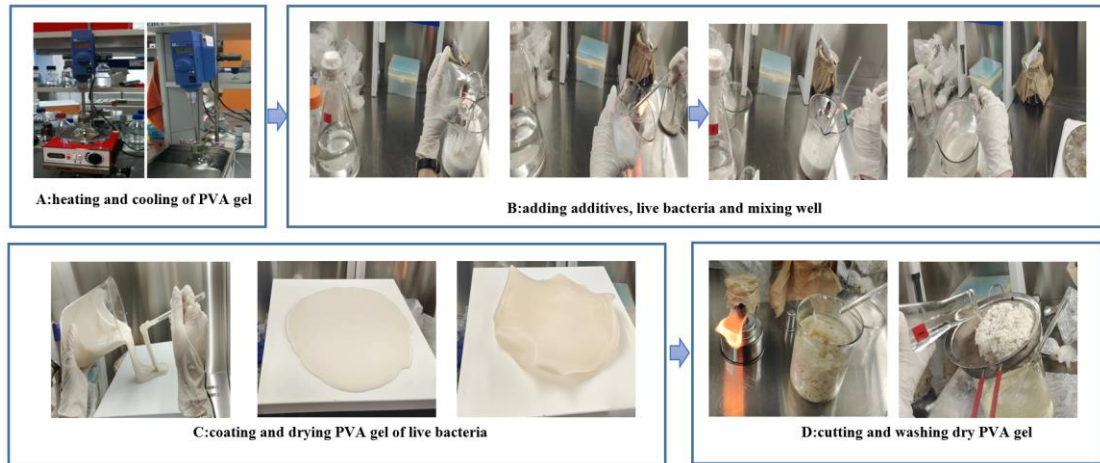 A:heating and cooling of PVA gel
B:adding additives, live bacteria and mixing well
C:coating and drying PVA gel of live bacteria
D:cutting and washing dry PVA gel